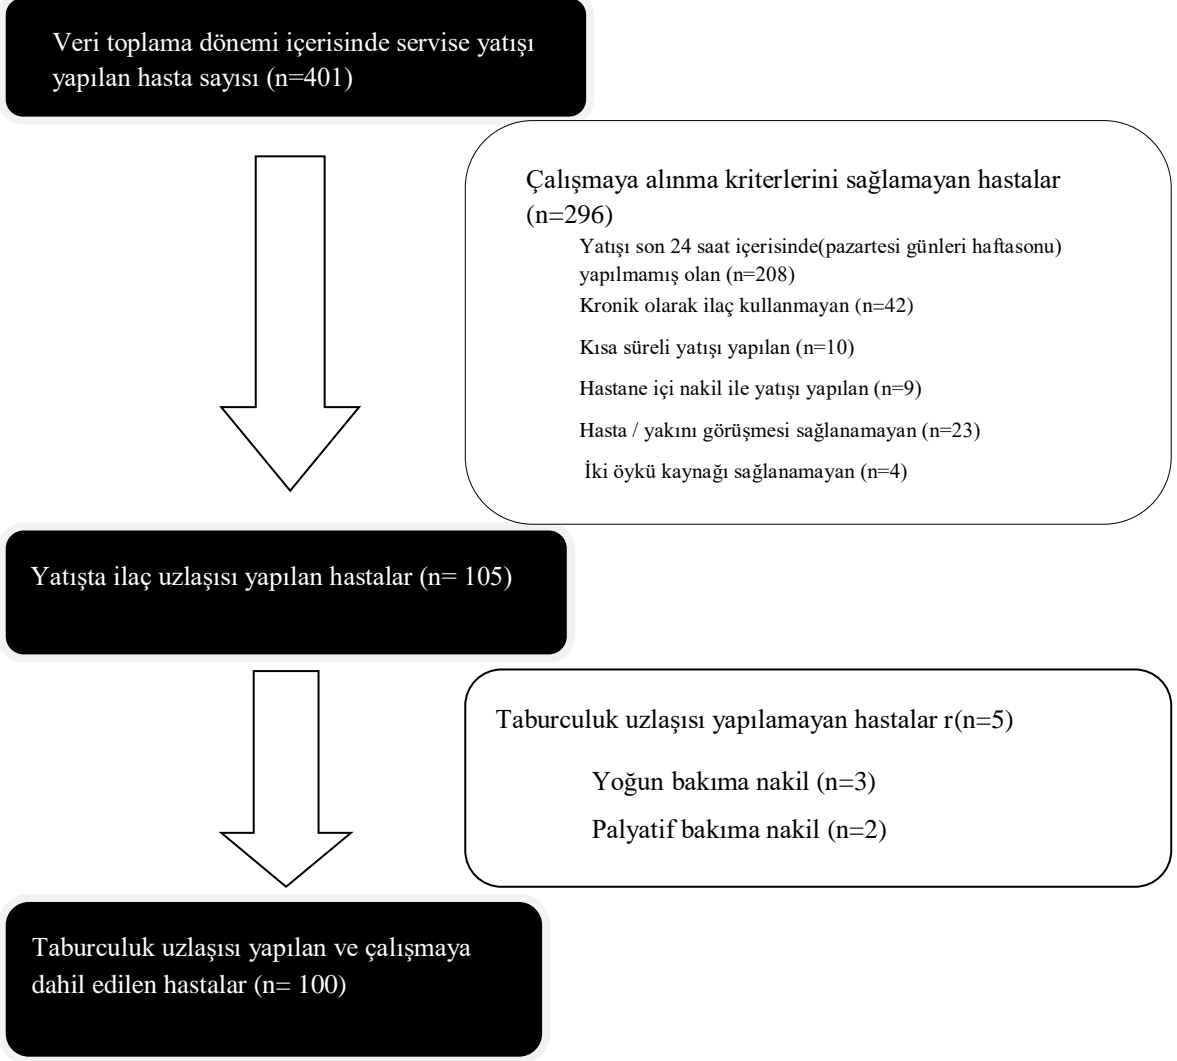 Veri toplama dönemi içerisinde servise yatışı
yapılan hasta sayısı (n=401)
Çalışmaya alınma kriterlerini sağlamayan hastalar
(n=296)
Yatışı son 24 saat içerisinde(pazartesi günleri haftasonu)
yapılmamış olan (n=208)
Kronik olarak ilaç kullanmayan (n=42)
Kısa süreli yatışı yapılan (n=10)
Hastane içi nakil ile yatışı yapılan (n=9)
Hasta / yakını görüşmesi sağlanamayan (n=23)
İki öykü kaynağı sağlanamayan (n=4)
Yatışta ilaç uzlaşısı yapılan hastalar (n= 105)
Taburculuk uzlaşısı yapılamayan hastalar r(n=5)
Yoğun bakıma nakil (n=3)
Palyatif bakıma nakil (n=2)
Taburculuk uzlaşısı yapılan ve çalışmaya
dahil edilen hastalar (n= 100)